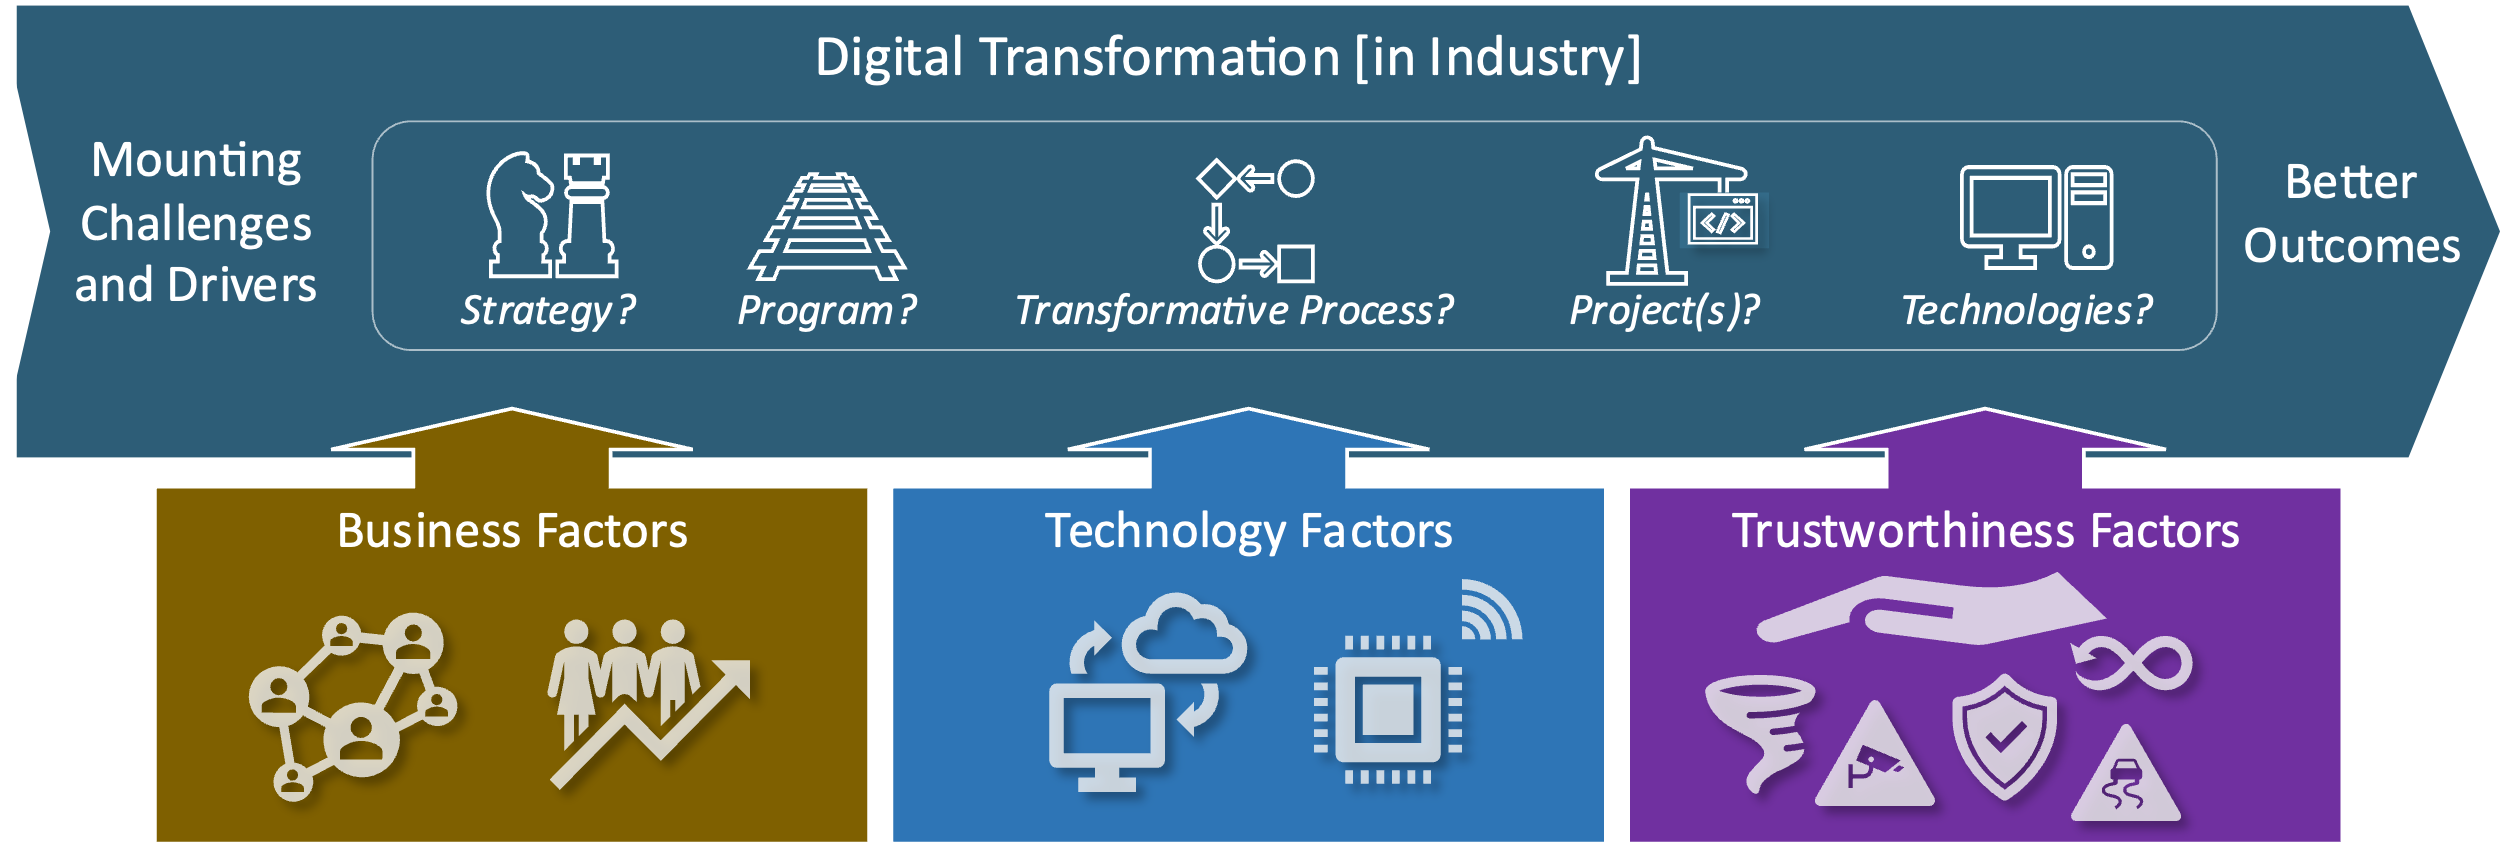 Digital Transformation [in Industry]
Mounting
Challenges
and Drivers
Strategy?
Program?
Transformative Process?
Project(s)?
</>
Technologies?
Better
Outcomes
Business Factors
Technology Factors
Trustworthiness Factors